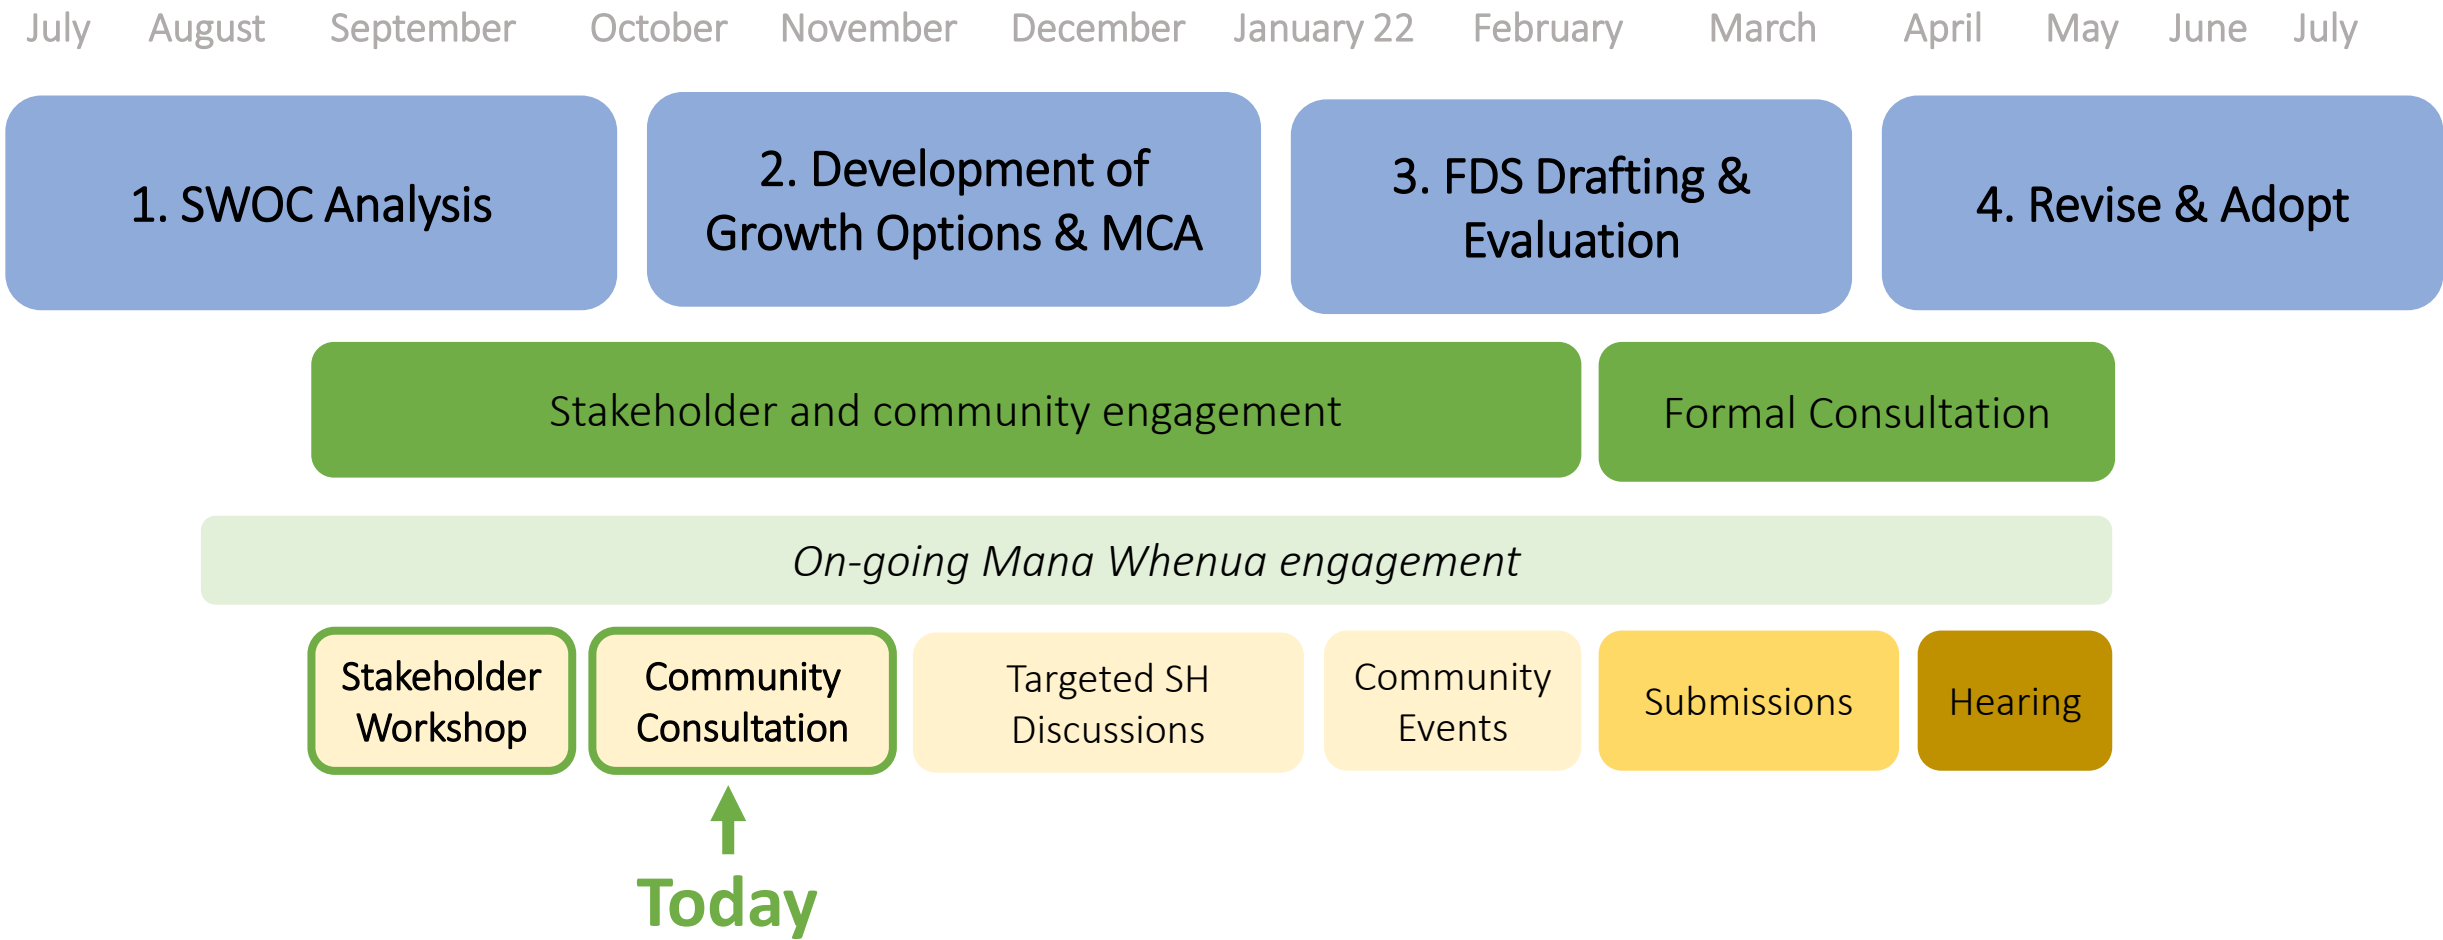 July August September October November December January 22 February March April May June July
1. SWOC Analysis
2. Development of
Growth Options & MCA
3. FDS Drafting &
Evaluation
4. Revise & Adopt
Stakeholder and community engagement
Formal Consultation
On-going Mana Whenua engagement
Stakeholder
Workshop
Community
Consultation
Targeted SH
Discussions
Community
Events
Submissions
Hearing
Today